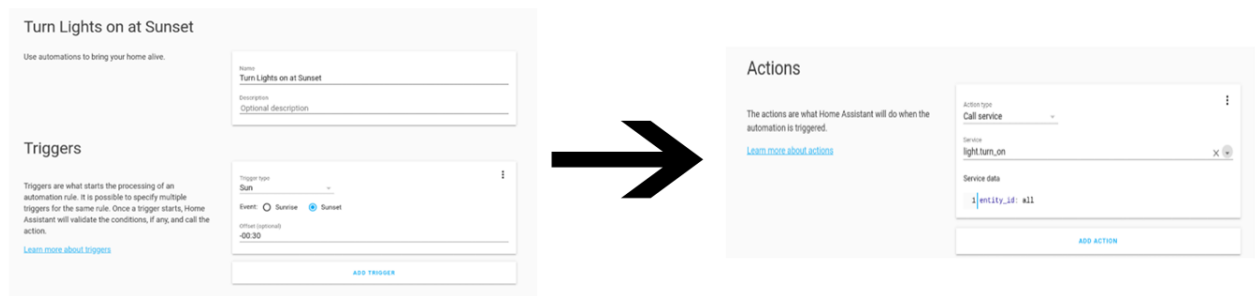 Turn Lights on at Sunset
Use automations to bring your home alive.
Name
Turn Lights on at Sunset
Description
Optional description
Triggers
Triggers are what starts the processing of an
automation rule. It is possible to specify multiple
triggers for the same rule. Once a trigger starts, Home
Assistant will validate the conditions, if any, and call the
action.
Learn more about triggers
Trigger type
Sun
Event: Sunrise Sunset
Offset (optional)
-00:30
ADD TRIGGER
Actions
The actions are what Home Assistant will do when the
automation is triggered.
Learn more about actions
Action type
Call service
Service
light.turn_on
Service data
1 entity_id: all
ADD ACTION